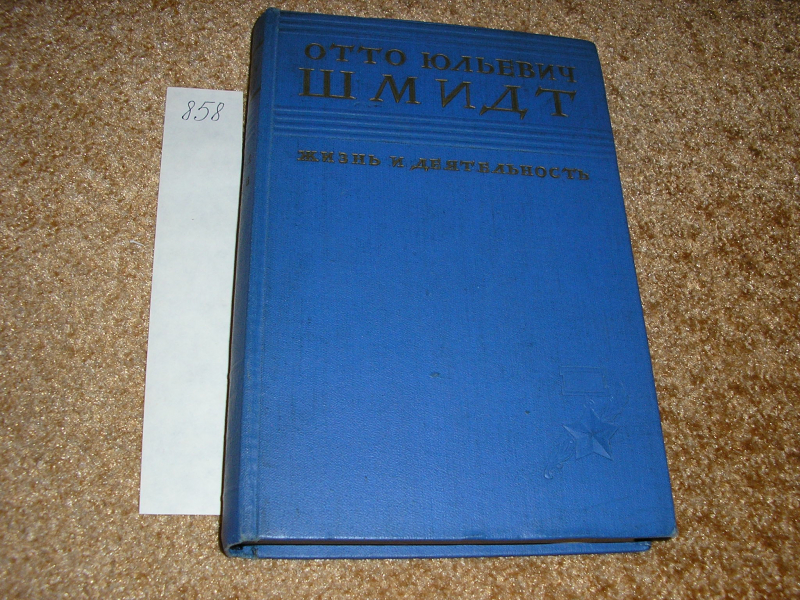 858
ОТТО ЮЛЬЕВИЧ
ШМИДТ
ЖИЗНЬ И ДЕЯТЕЛЬНОСТЬ